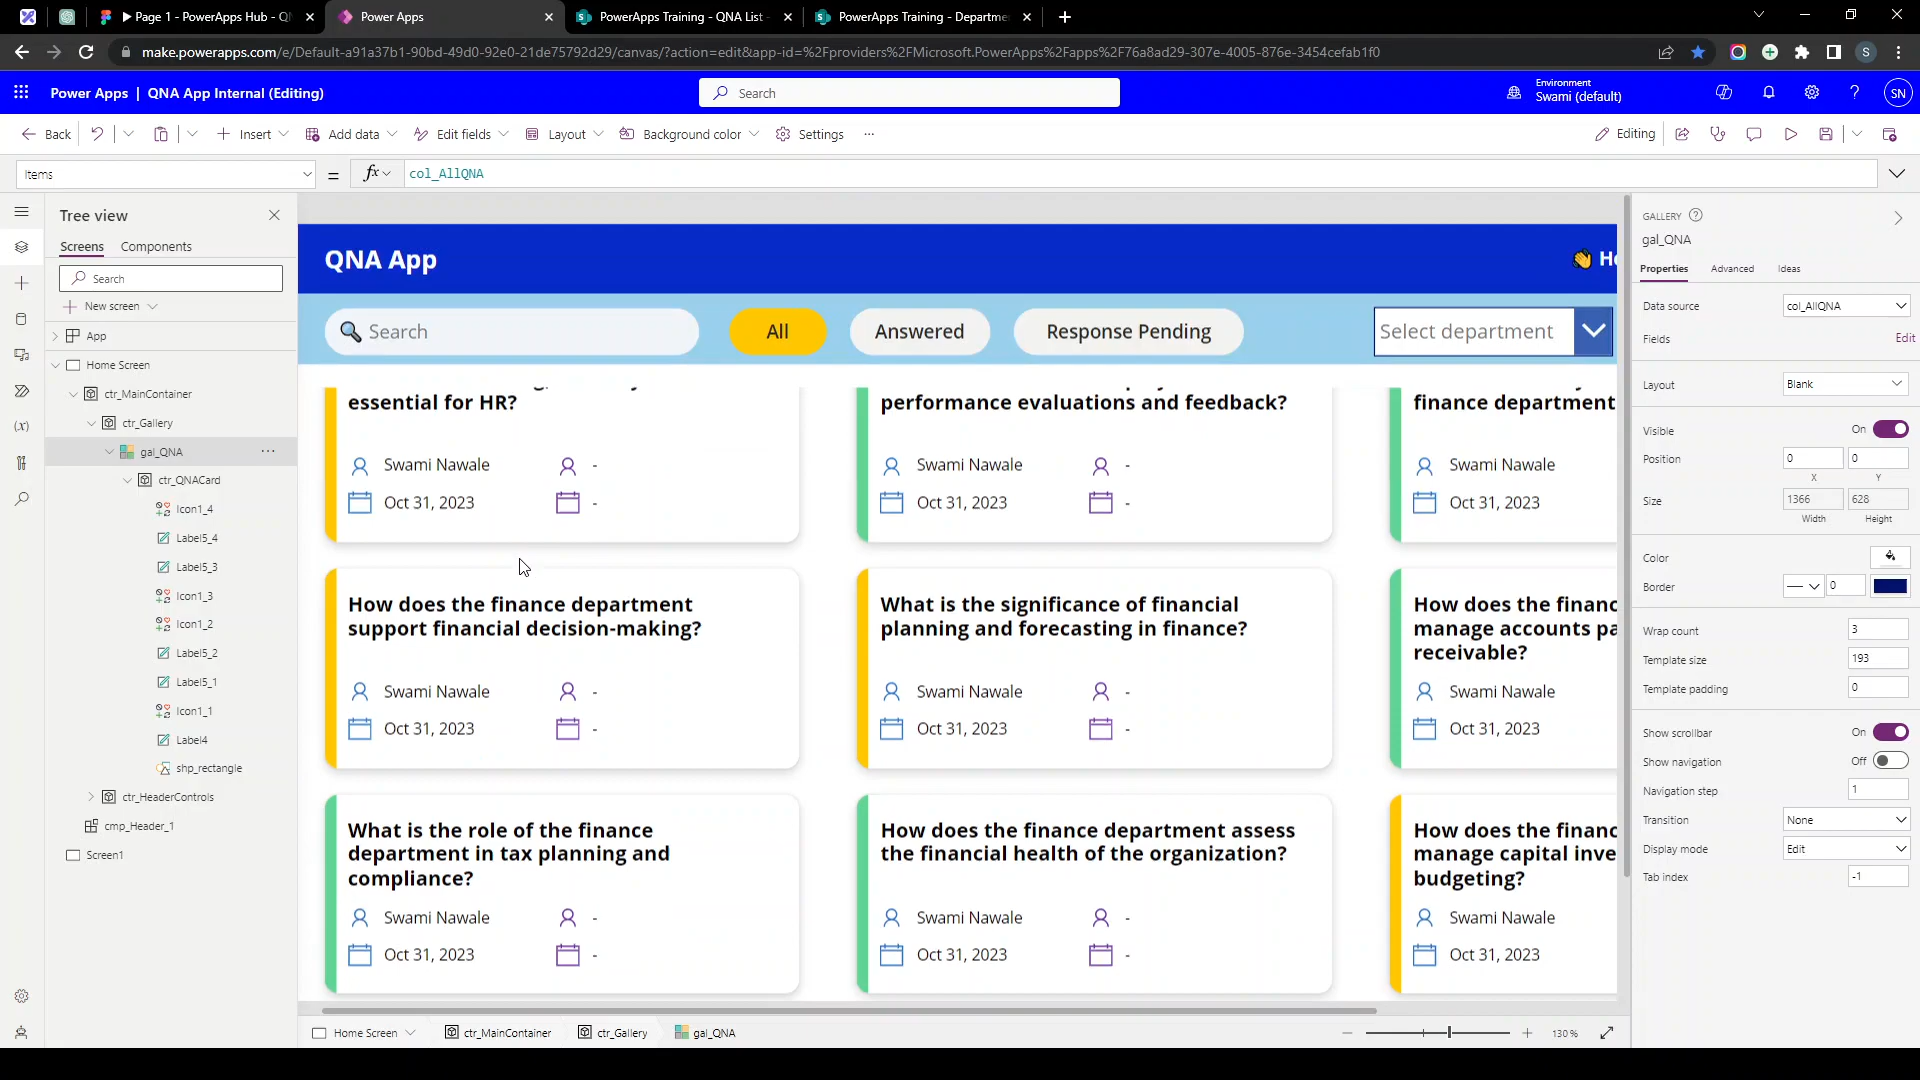 Page 1 - PowerApps Hub - QN
Power Apps
PowerApps Training - QNA List -
PowerApps Training - Departme
make.powerapps.com/e/Default-a91a37b1-90bd-49d0-92e0-21de75792d29/canvas/?action=edit&app-id=%2Fproviders%2FMicrosoft.PowerApps%2Fapps%2F76a8ad29-307e-4005-876e-3454cefab1f0
S
Power Apps | QNA App Internal (Editing)
Search
Environment
Swami (default)
SN
Back
Insert
Add data
Edit fields
Layout
Background color
Settings
Editing
Items
=
fx
col_AllQNA
Tree view
Screens
Components
Search
New screen
App
Home Screen
ctr_MainContainer
ctr_Gallery
gal_QNA
ctr_QNACard
Icon1_4
Label5_4
Label5_3
Icon1_3
Icon1_2
Label5_2
Label5_1
Icon1_1
Label4
shp_rectangle
ctr_HeaderControls
cmp_Header_1
Screen1
QNA App
He
Search
All
Answered
Response Pending
Select department
essential for HR?
Swami Nawale
-
Oct 31, 2023
-
performance evaluations and feedback?
Swami Nawale
-
Oct 31, 2023
-
finance department
Swami Nawale
Oct 31, 2023
How does the finance department
support financial decision-making?
Swami Nawale
-
Oct 31, 2023
-
What is the significance of financial
planning and forecasting in finance?
Swami Nawale
-
Oct 31, 2023
-
How does the financ
manage accounts pa
receivable?
Swami Nawale
Oct 31, 2023
What is the role of the finance
department in tax planning and
compliance?
Swami Nawale
-
Oct 31, 2023
-
How does the finance department assess
the financial health of the organization?
Swami Nawale
-
Oct 31, 2023
-
How does the financ
manage capital inve
budgeting?
Swami Nawale
Oct 31, 2023
Home Screen
ctr_MainContainer
ctr_Gallery
gal_QNA
130 %
GALLERY
gal_QNA
Properties
Advanced
Ideas
Data source
col_AllQNA
Fields
Edit
Layout
Blank
Visible
On
Position
0
0
X
Y
Size
1366
628
Width
Height
Color
Border
0
Wrap count
3
Template size
193
Template padding
0
Show scrollbar
On
Show navigation
Off
Navigation step
1
Transition
None
Display mode
Edit
Tab index
-1